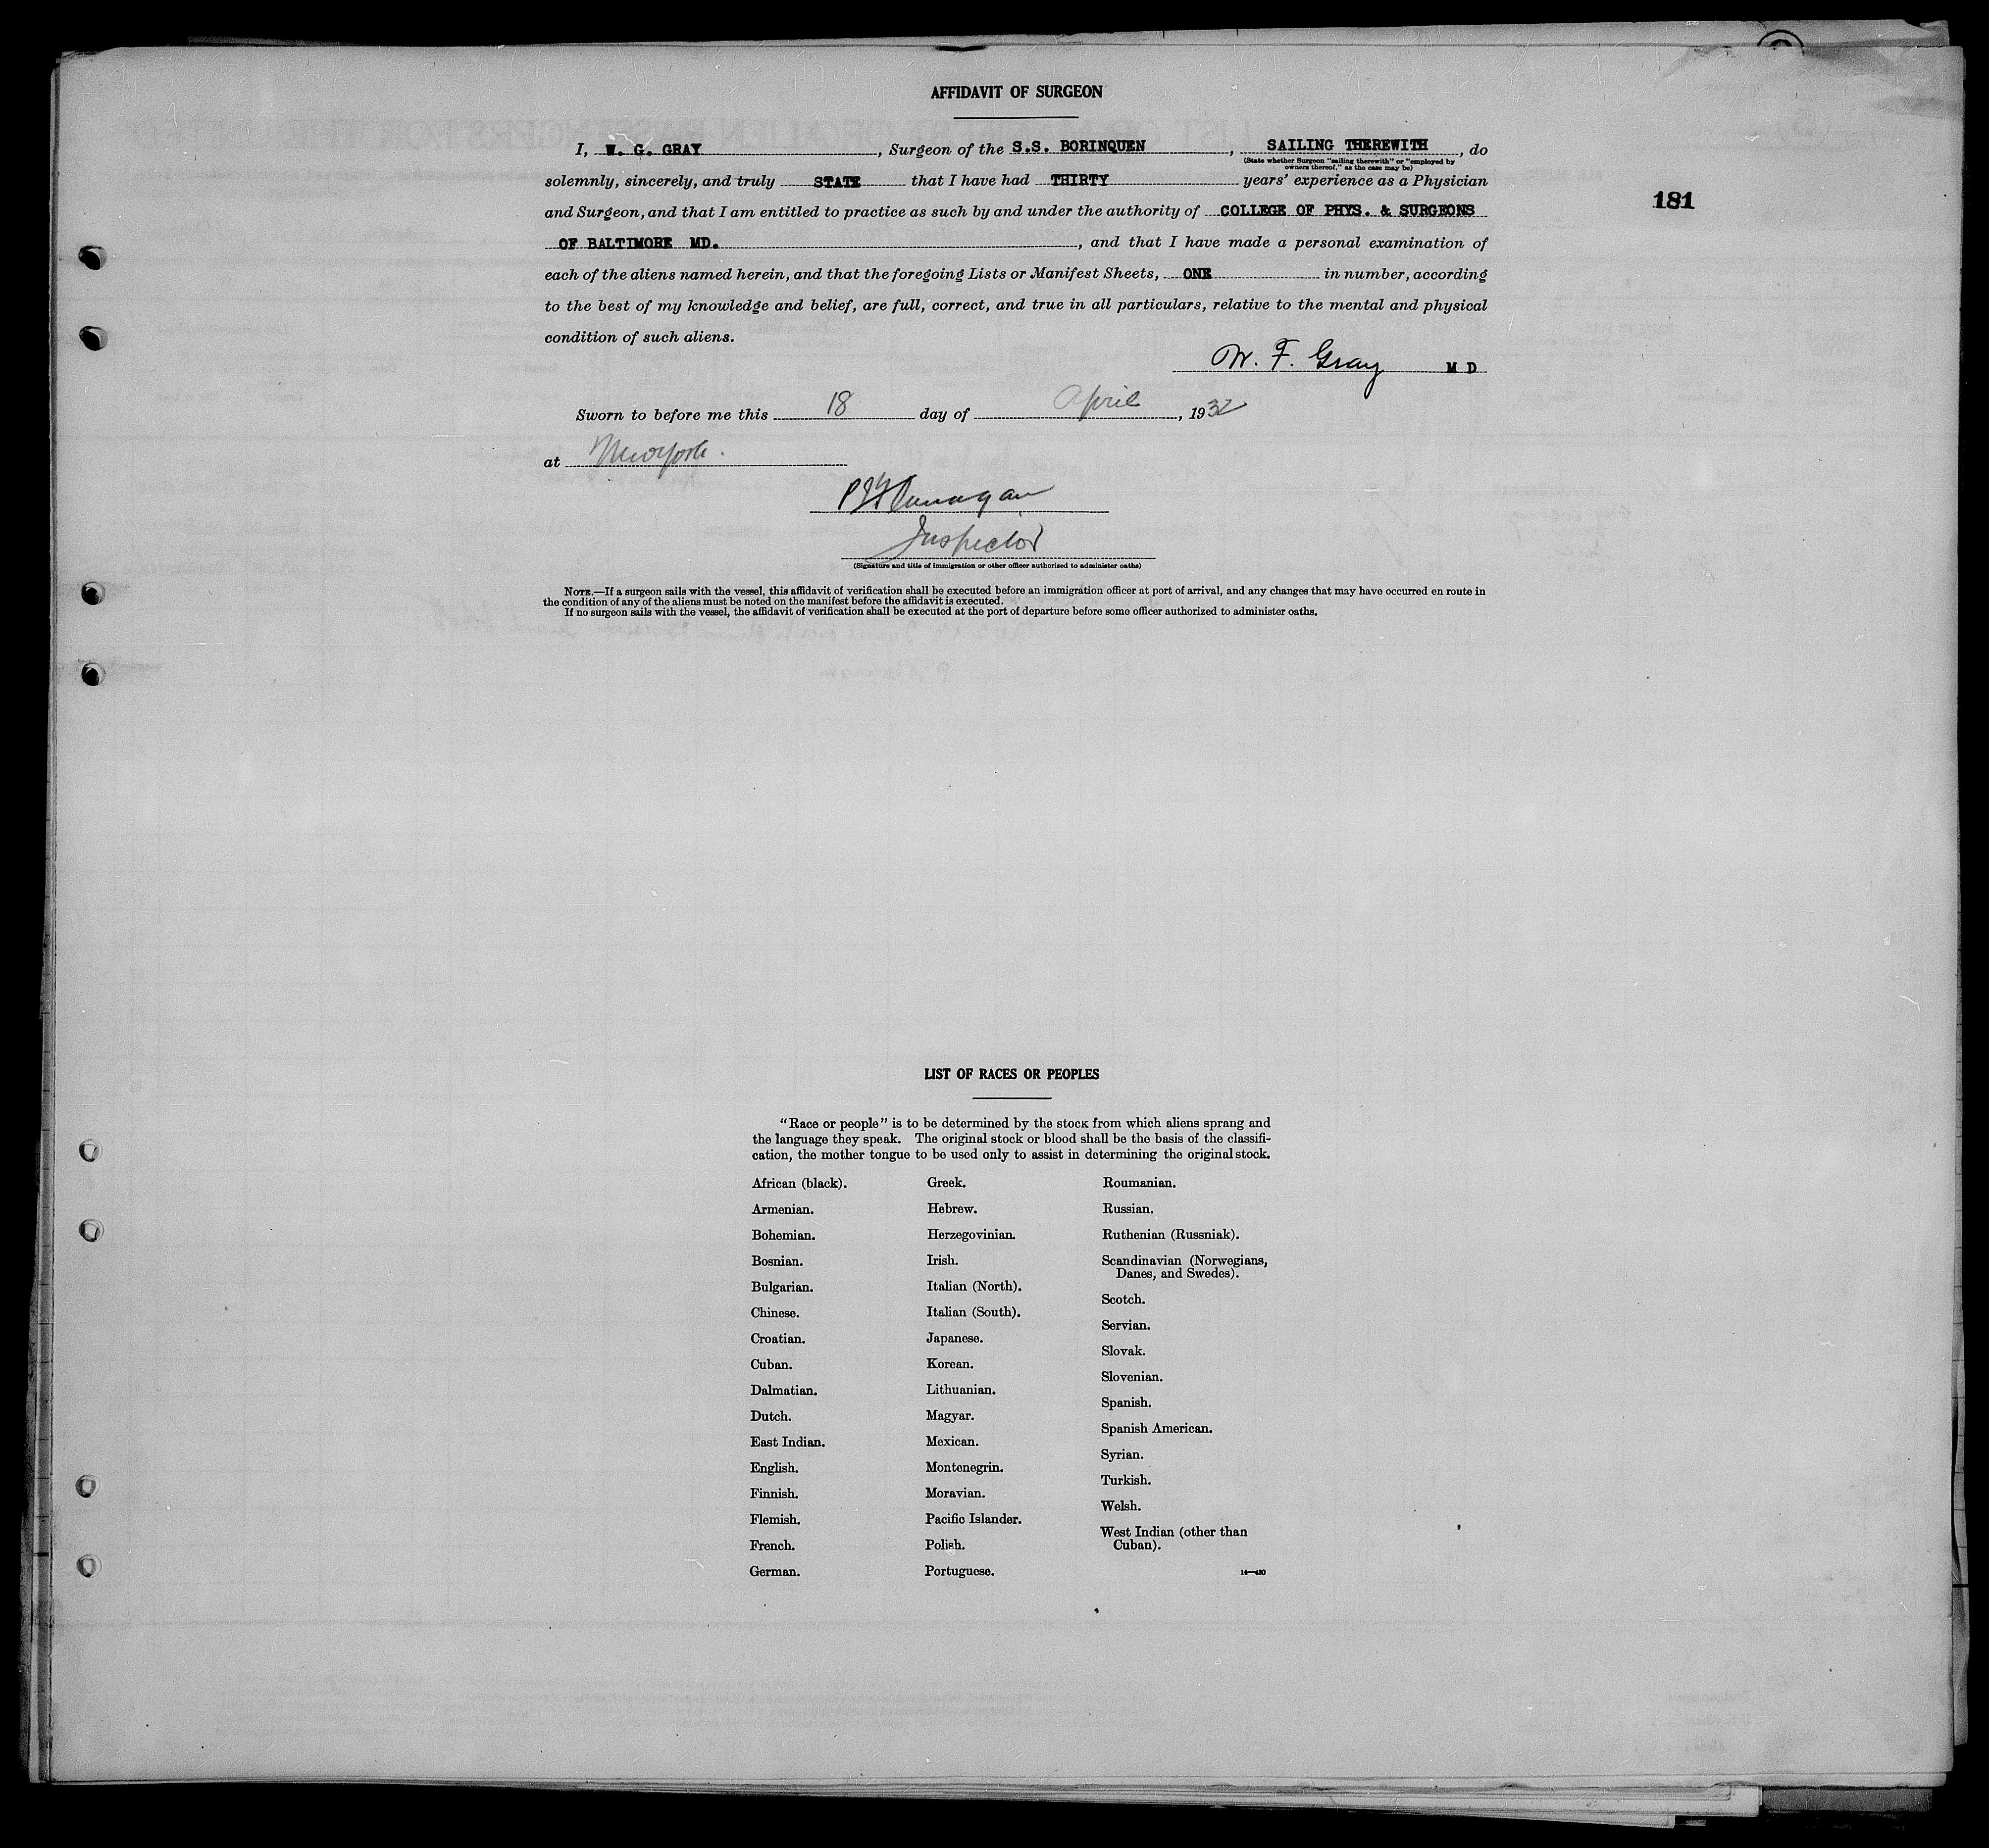 AFFIDAVIT OF SURGEON
I, W. G. GRAY, Surgeon of the S.S. BORINQUEN, SAILING THEREWITH, do
(State whether Surgeon "sailing therewith" or "employed by
owners thereof," as the case may be)
solemnly, sincerely, and truly STATE that I have had THIRTY years' experience as a Physician
181
and Surgeon, and that I am entitled to practice as such by and under the authority of COLLEGE OF PHYS. & SURGEONS
OF BALTIMORE MD., and that I have made a personal examination of
each of the aliens named herein, and that the foregoing Lists or Manifest Sheets, ONE in number, according
to the best of my knowledge and belief, are full, correct, and true in all particulars, relative to the mental and physical
condition of such aliens.
W. F. Gray M D
Sworn to before me this 18 day of April, 1932
at New York.
Inspector
(Signature and title of immigration or other officer authorized to administer oaths)
NOTE.—If a surgeon sails with the vessel, this affidavit of verification shall be executed before an immigration officer at port of arrival, and any changes that may have occurred en route in
the condition of any of the aliens must be noted on the manifest before the affidavit is executed.
If no surgeon sails with the vessel, the affidavit of verification shall be executed at the port of departure before some officer authorized to administer oaths.
LIST OF RACES OR PEOPLES
"Race or people" is to be determined by the stock from which aliens sprang and
the language they speak. The original stock or blood shall be the basis of the classifi-
cation, the mother tongue to be used only to assist in determining the original stock.
African (black).
Armenian.
Bohemian.
Bosnian.
Bulgarian.
Chinese.
Croatian.
Cuban.
Dalmatian.
Dutch.
East Indian.
English.
Finnish.
Flemish.
French.
German.
Greek.
Hebrew.
Herzegovinian.
Irish.
Italian (North).
Italian (South).
Japanese.
Korean.
Lithuanian.
Magyar.
Mexican.
Montenegrin.
Moravian.
Pacific Islander.
Polish.
Portuguese.
Roumanian.
Russian.
Ruthenian (Russniak).
Scandinavian (Norwegians,
Danes, and Swedes).
Scotch.
Servian.
Slovak.
Slovenian.
Spanish.
Spanish American.
Syrian.
Turkish.
Welsh.
West Indian (other than
Cuban).
14—430